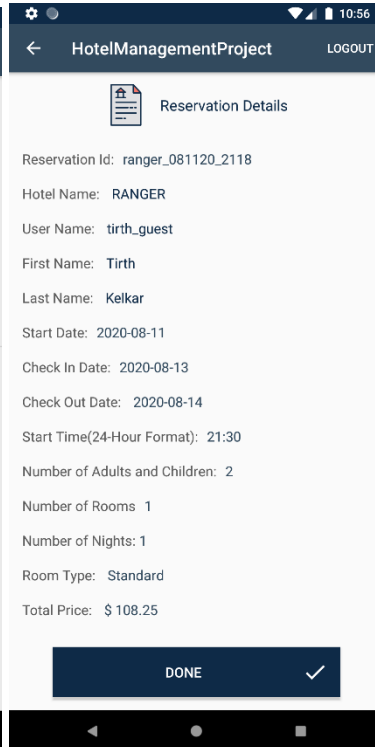 10:56
HotelManagementProject LOGOUT
Reservation Details
Reservation Id: ranger_081120_2118
Hotel Name: RANGER
User Name: tirth_guest
First Name: Tirth
Last Name: Kelkar
Start Date: 2020-08-11
Check In Date: 2020-08-13
Check Out Date: 2020-08-14
Start Time(24-Hour Format): 21:30
Number of Adults and Children: 2
Number of Rooms 1
Number of Nights: 1
Room Type: Standard
Total Price: $ 108.25
DONE